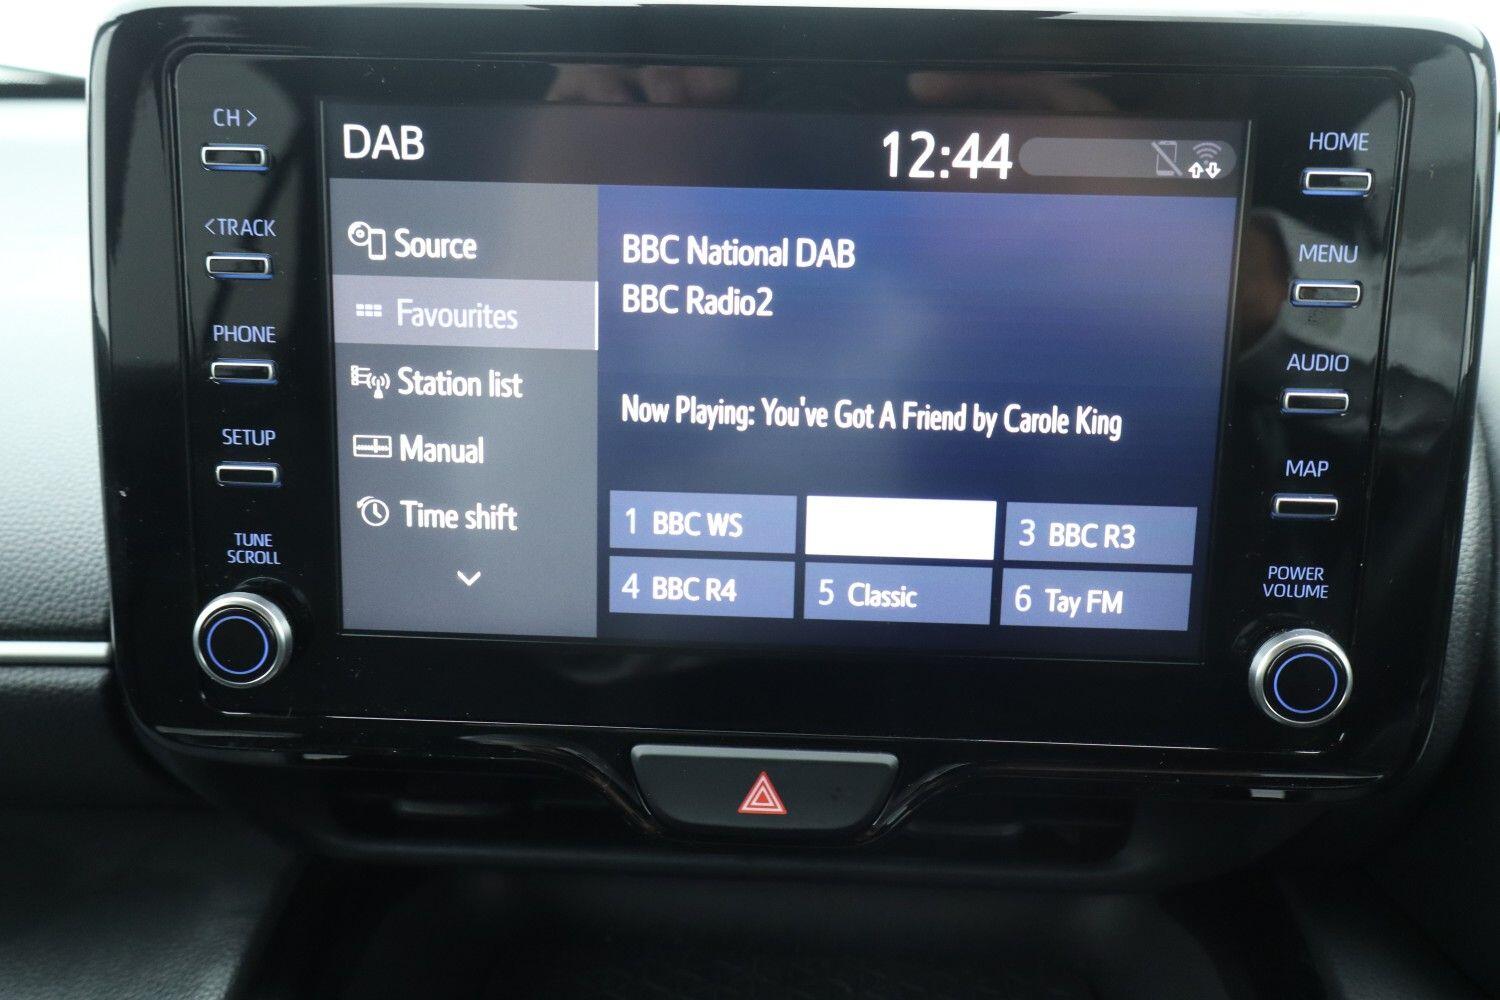 CH >
<TRACK
PHONE
SETUP
TUNE
SCROLL
DAB
12:44
Source
Favourites
Station list
Manual
Time shift
BBC National DAB
BBC Radio2
Now Playing: You've Got A Friend by Carole King
1 BBC WS
3 BBC R3
4 BBC R4
5 Classic
6 Tay FM
HOME
MENU
AUDIO
MAP
POWER
VOLUME